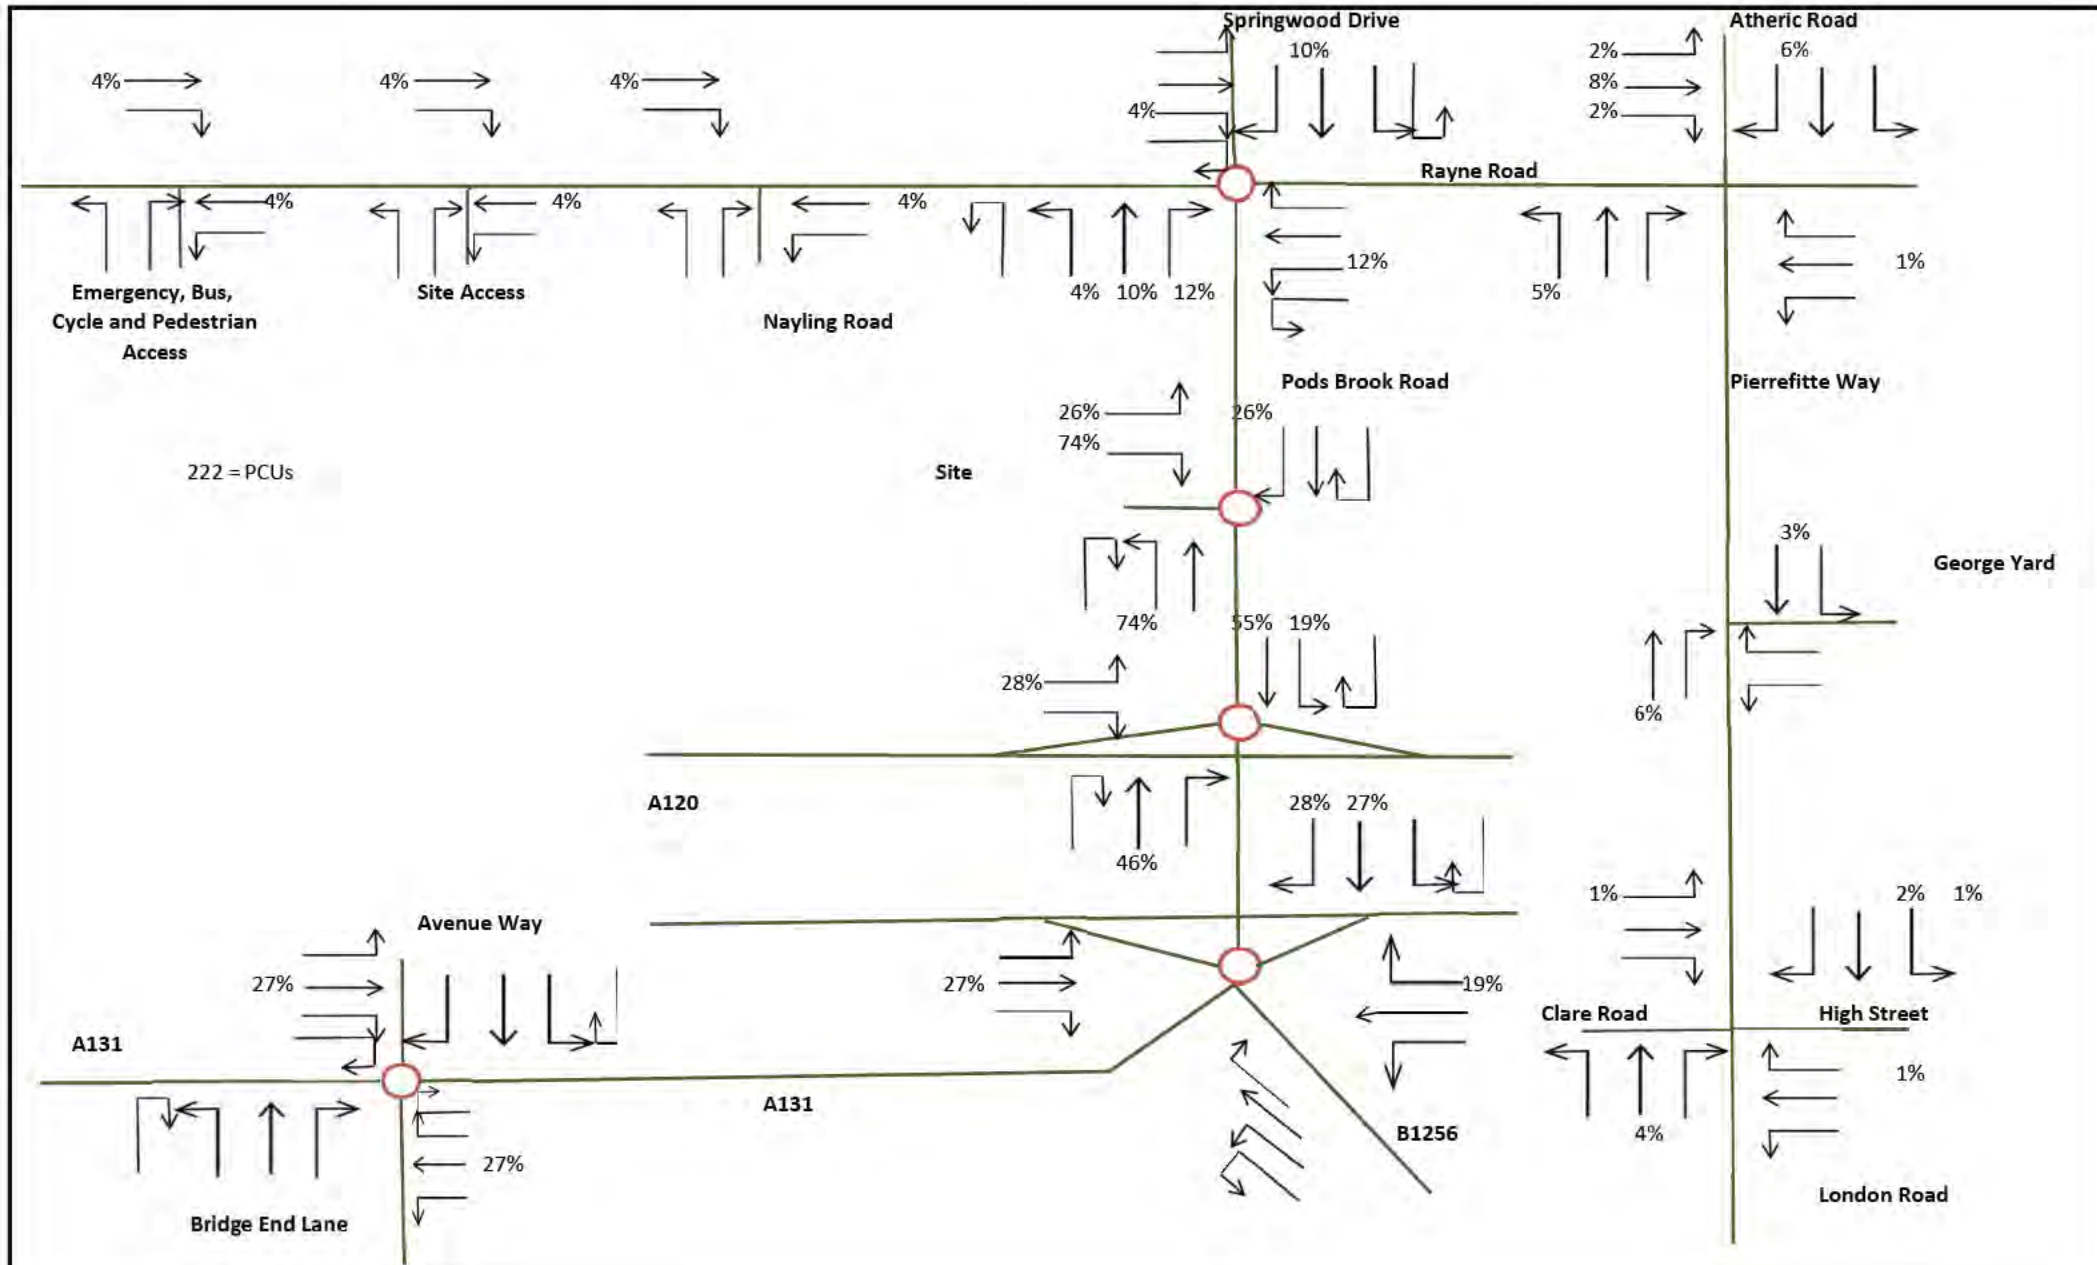 Springwood Drive
Atheric Road
10%
2%
6%
4%
4%
4%
8%
4%
2%
Rayne Road
4%
4%
4%
12%
1%
4%
10%
12%
5%
Emergency, Bus,
Cycle and Pedestrian
Access
Site Access
Nayling Road
Pods Brook Road
Pierrefitte Way
26%
26%
74%
222 = PCUs
Site
3%
George Yard
74%
55%
19%
28%
6%
A120
28%
27%
46%
1%
2%
1%
Avenue Way
27%
27%
19%
Clare Road
High Street
A131
1%
A131
B1256
4%
27%
London Road
Bridge End Lane